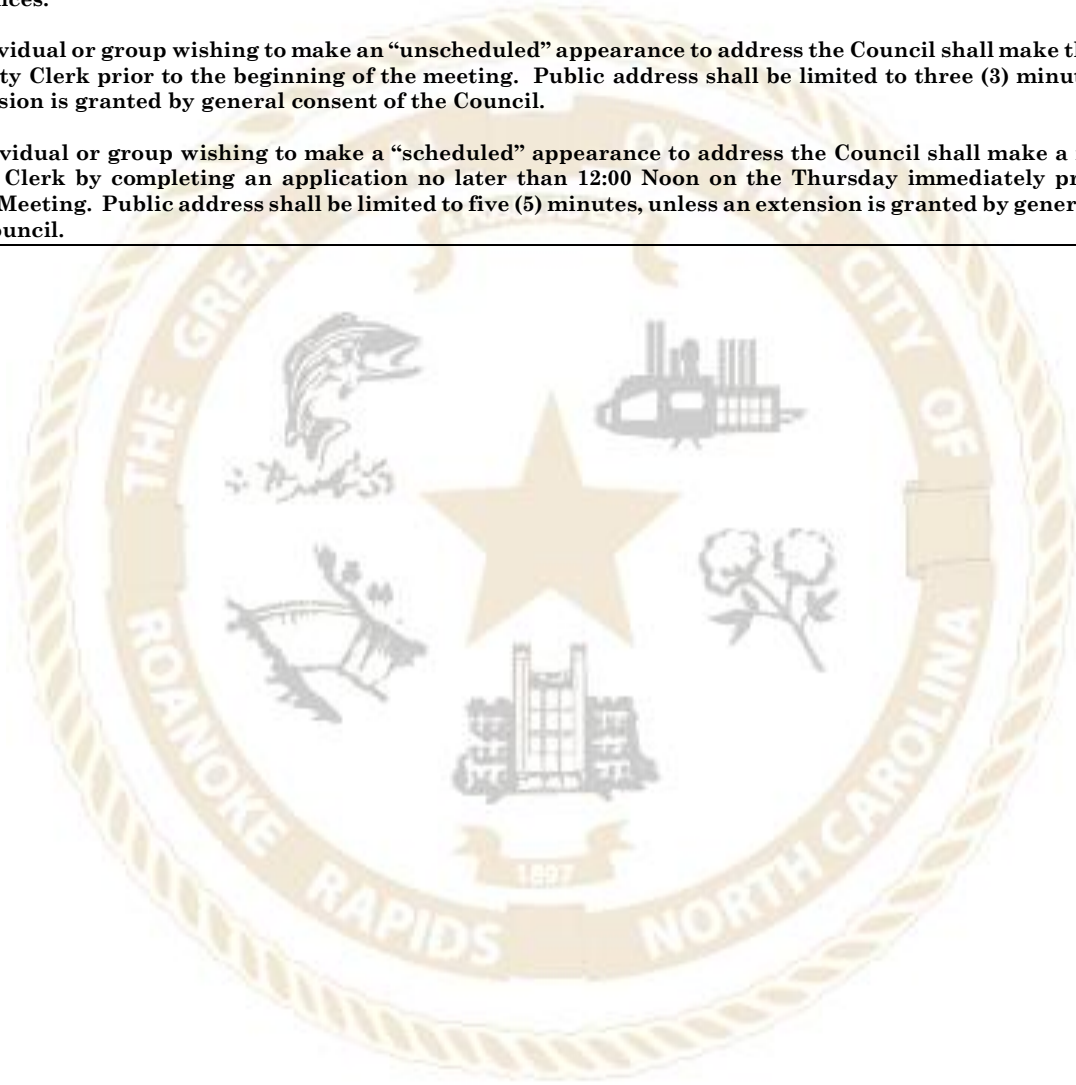 nces.
vidual or group wishing to make an “unscheduled” appearance to address the Council shall make th
ty Clerk prior to the beginning of the meeting. Public address shall be limited to three (3) minut
sion is granted by general consent of the Council.
vidual or group wishing to make a “scheduled” appearance to address the Council shall make a
Clerk by completing an application no later than 12:00 Noon on the Thursday immediately pr
Meeting. Public address shall be limited to five (5) minutes, unless an extension is granted by gener
ouncil.
THE GREAT
OF THE CITY OF
ROANOKE RAPIDS
NORTH CAROLINA
1897